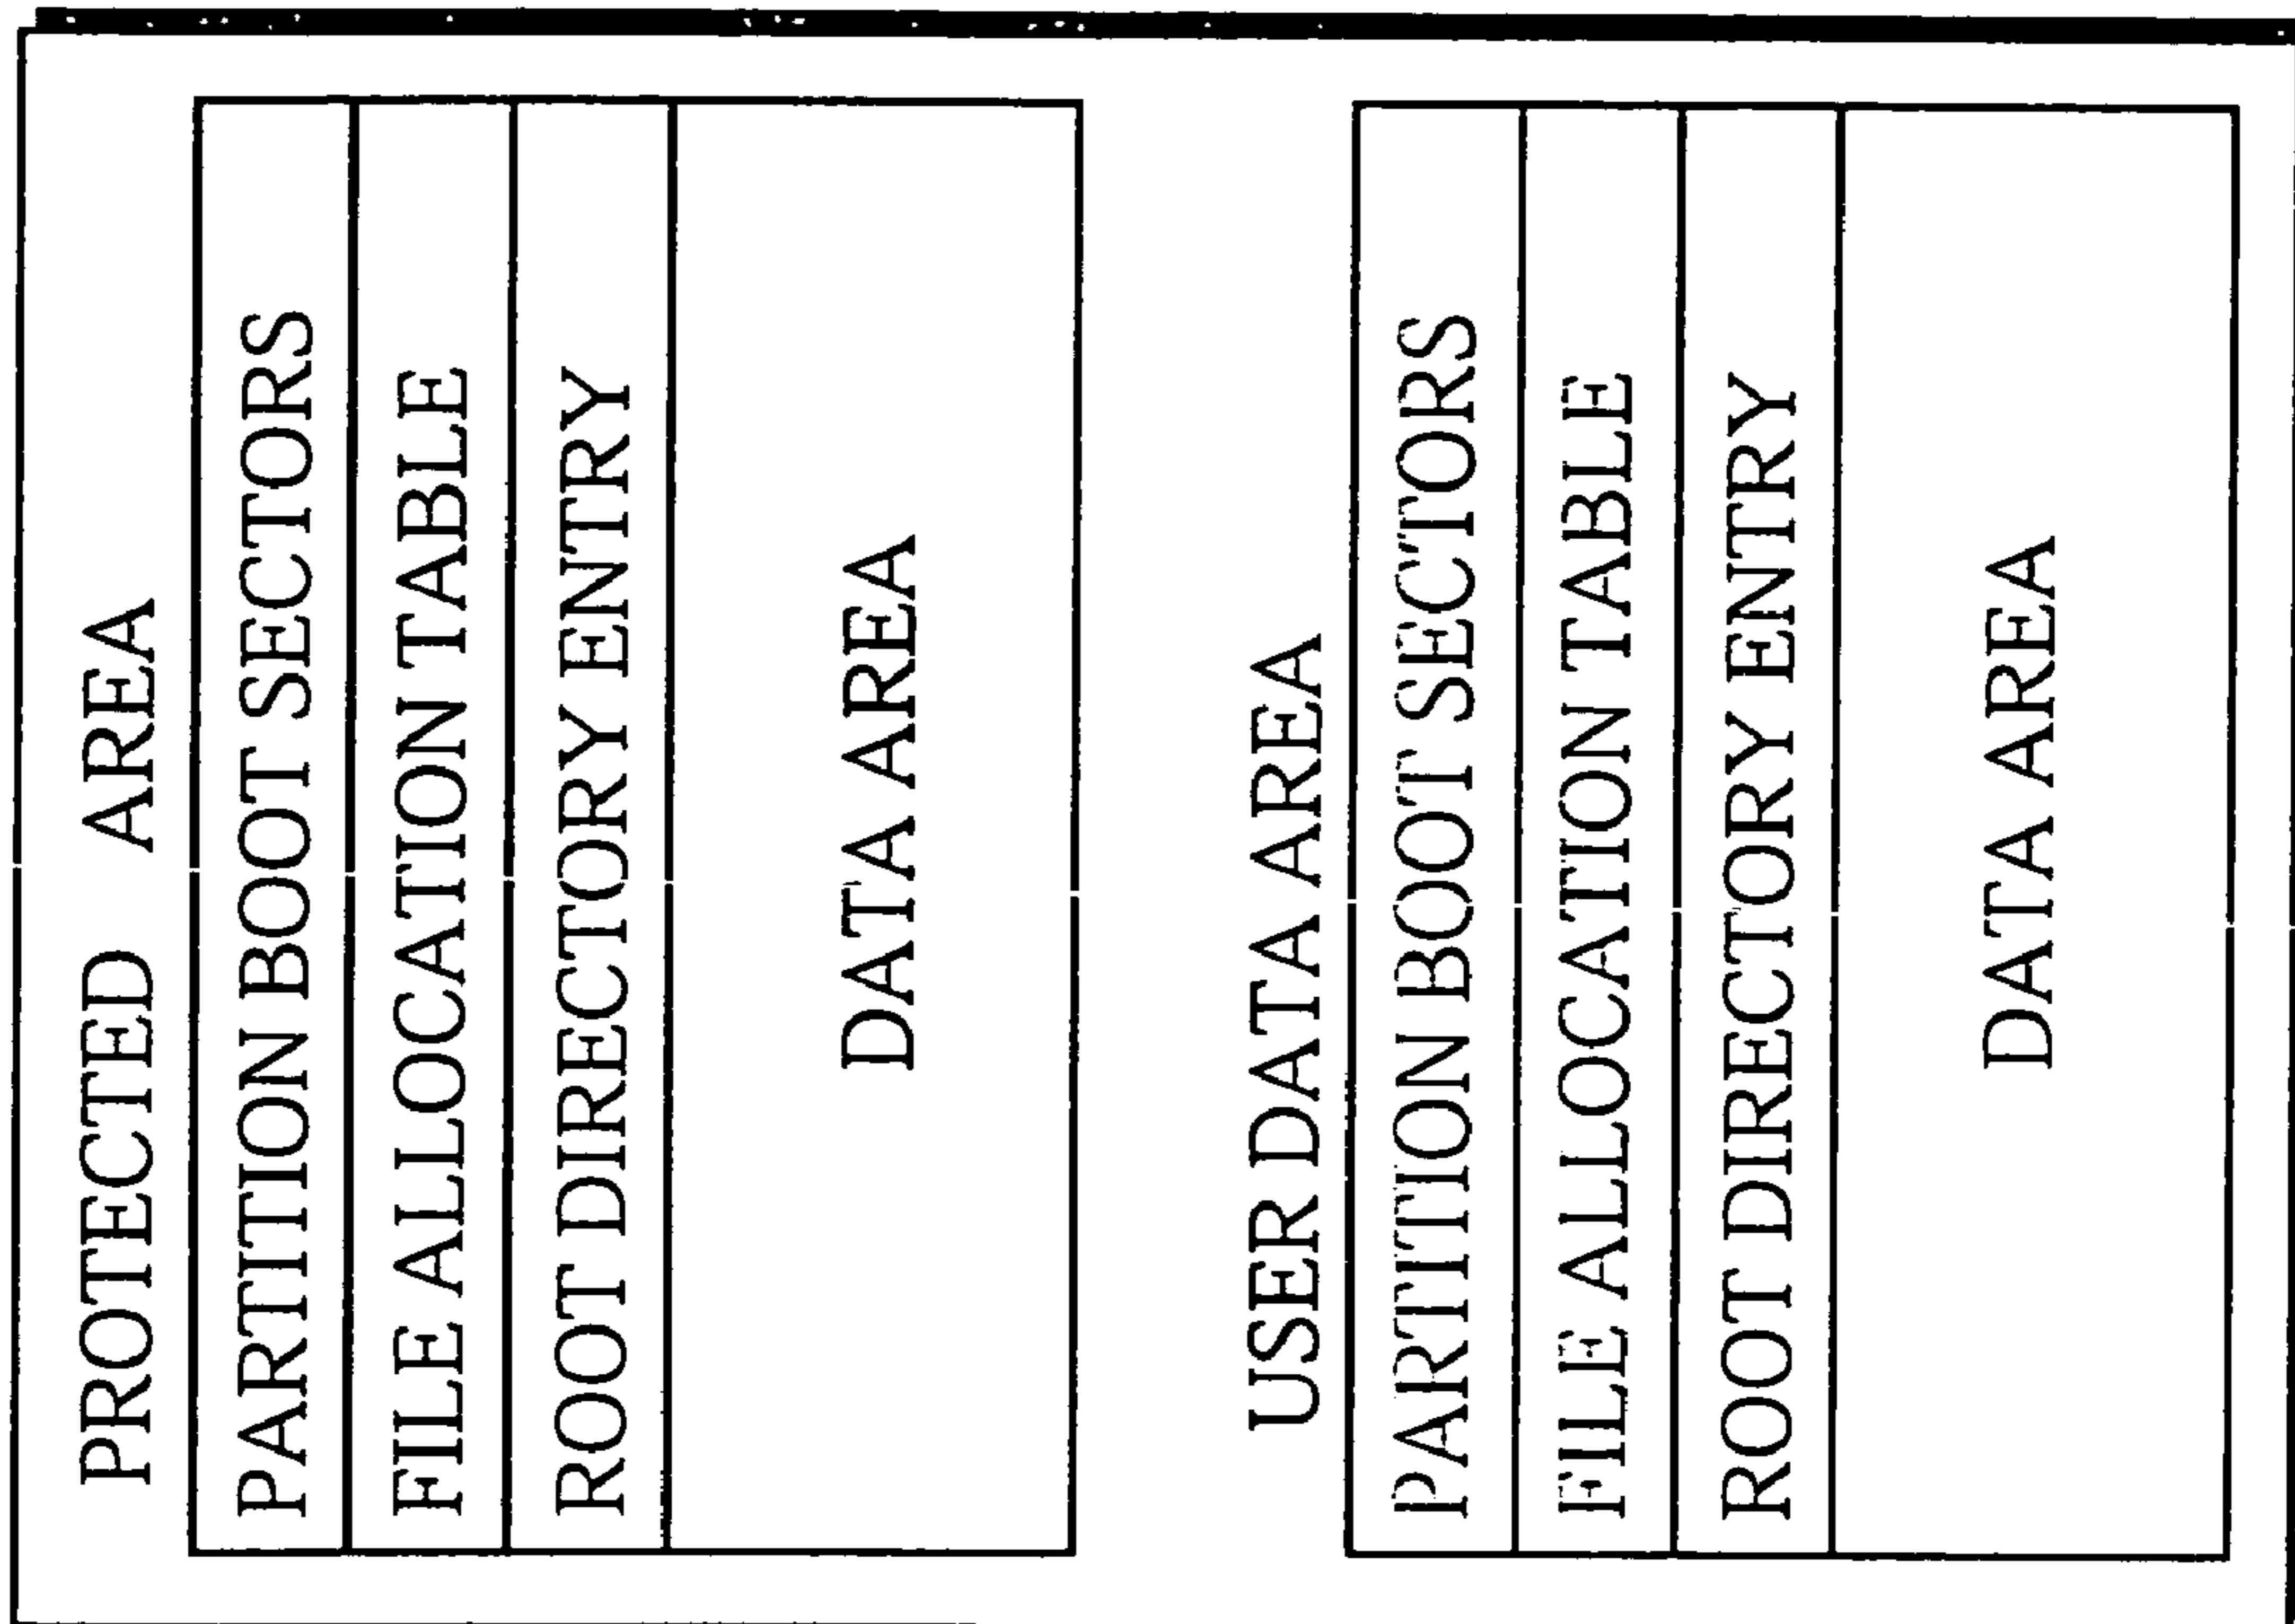 PROTECTED AREA
PARTITION BOOT SECTORS
FILE ALLOCATION TABLE
ROOT DIRECTORY ENTRY
DATA AREA
USER DATA AREA
PARTITION BOOT SECTORS
FILE ALLOCATION TABLE
ROOT DIRECTORY ENTRY
DATA AREA